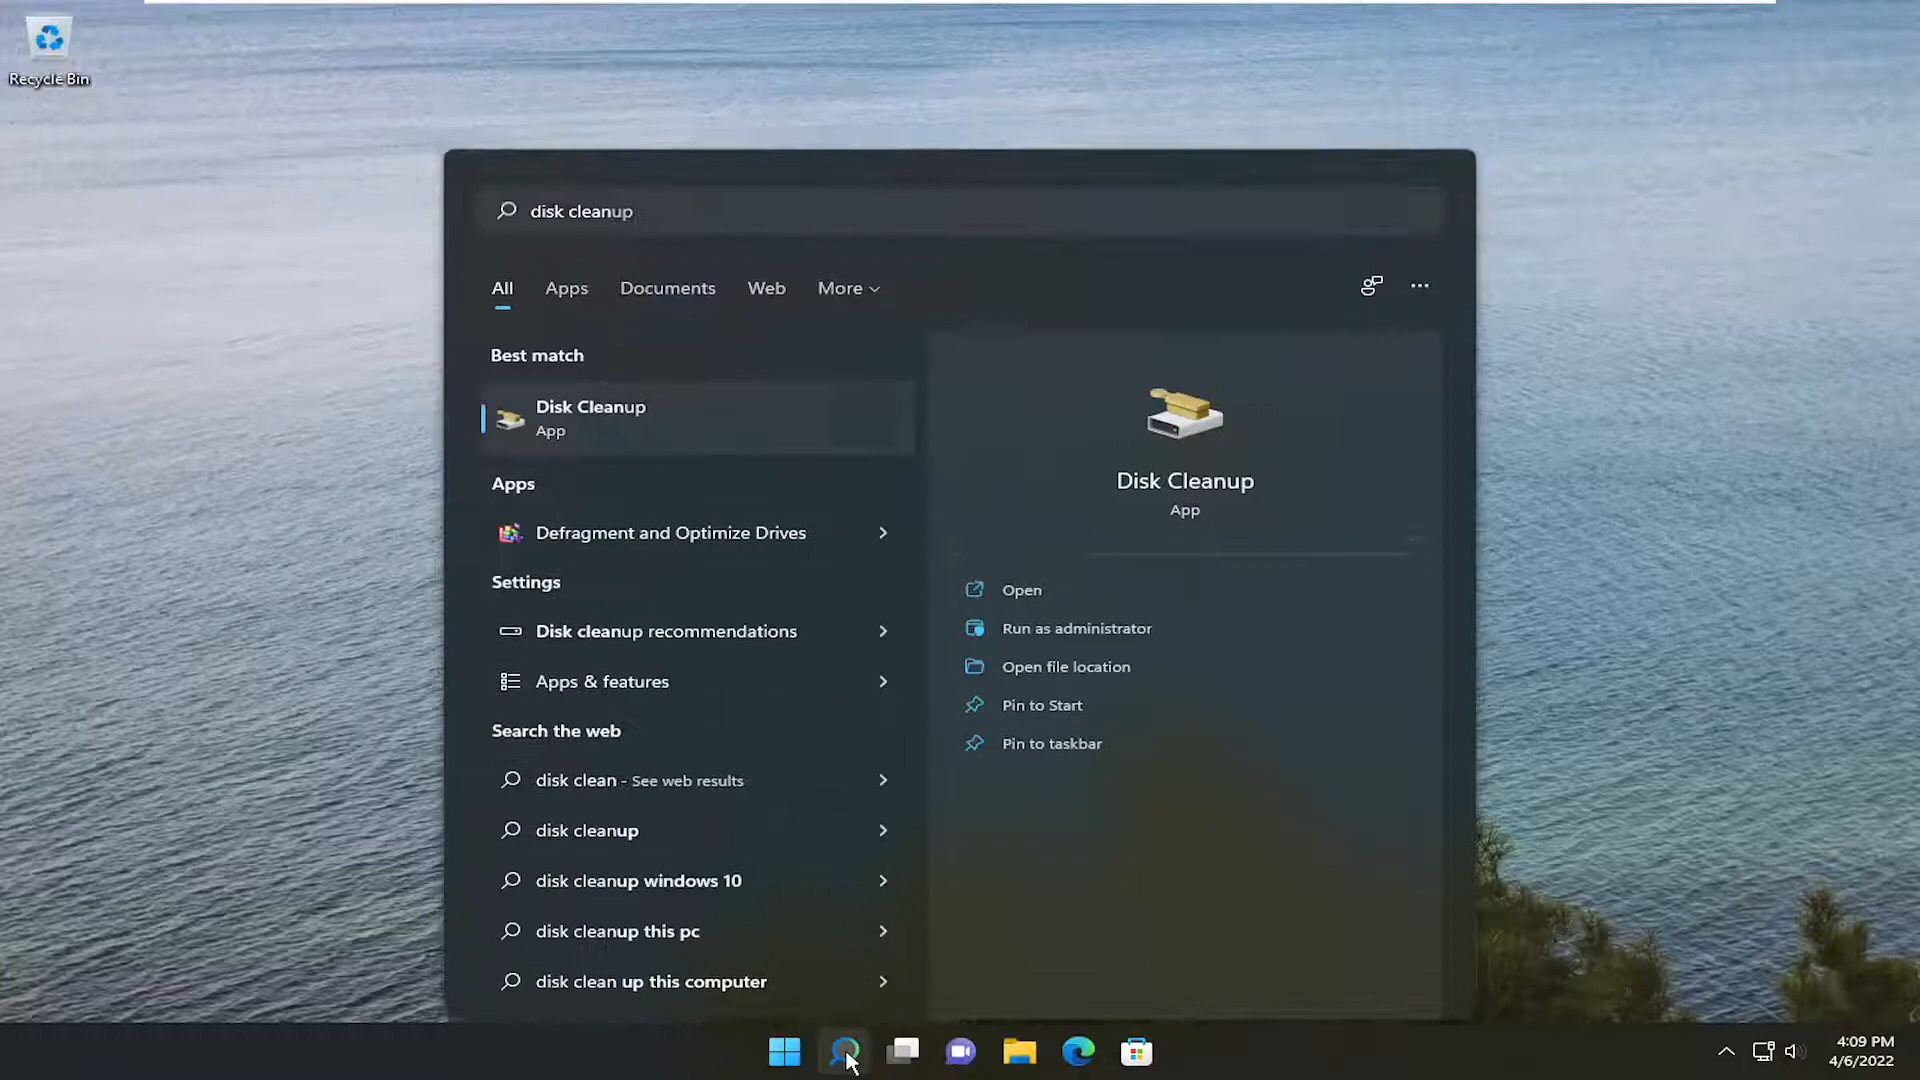 Recycle Bin
disk cleanup
All Apps Documents Web More
Best match
Disk Cleanup
App
Apps
Defragment and Optimize Drives
Settings
Disk cleanup recommendations
Apps & features
Search the web
disk clean - See web results
disk cleanup
disk cleanup windows 10
disk cleanup this pc
disk clean up this computer
Disk Cleanup
App
Open
Run as administrator
Open file location
Pin to Start
Pin to taskbar
4:09 PM
4/6/2022